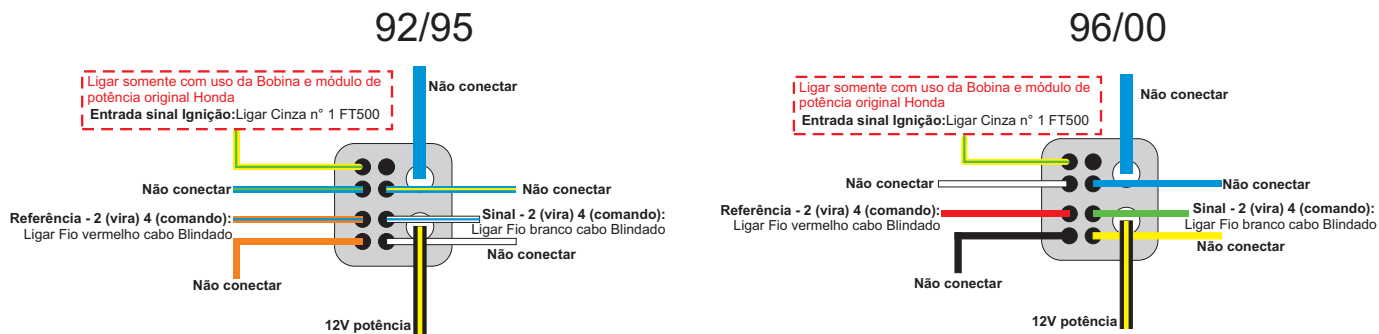 92/95
Ligar somente com uso da Bobina e módulo de
potência original Honda
Entrada sinal Ignição:Ligar Cinza n° 1 FT500
Não conectar
Não conectar
Não conectar
Referência - 2 (vira) 4 (comando):
Ligar Fio vermelho cabo Blindado
Sinal - 2 (vira) 4 (comando):
Ligar Fio branco cabo Blindado
Não conectar
Não conectar
12V potência
96/00
Ligar somente com uso da Bobina e módulo de
potência original Honda
Entrada sinal Ignição:Ligar Cinza n° 1 FT500
Não conectar
Não conectar
Não conectar
Referência - 2 (vira) 4 (comando):
Ligar Fio vermelho cabo Blindado
Sinal - 2 (vira) 4 (comando):
Ligar Fio branco cabo Blindado
Não conectar
Não conectar
12V potência